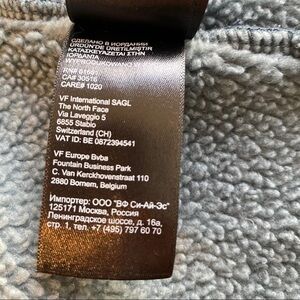 СДЕЛАНО В ИОРДАНИИ
ÜRDÜN'DE ÜRETİLMİŞTİR
ΚΑΤΑΣΚΕΥΑΖΕΤΑΙ ΣΤΗΝ
ΙΟΡΔΑΝΙΑ
RN# 61661
CA# 30516
CARE# 1020
VF International SAGL
The North Face
Via Laveggio 5
6855 Stabio
Switzerland (CH)
VAT ID: BE 0872394541
VF Europe Bvba
Fountain Business Park
C. Van Kerckhovenstraat 110
2880 Bornem, Belgium
Импортер: ООО "ВФ Си-Ай-Эс"
125171 Москва, Россия
Ленинградское шоссе, д. 16а,
стр. 1, тел. +7 (495) 797 60 70